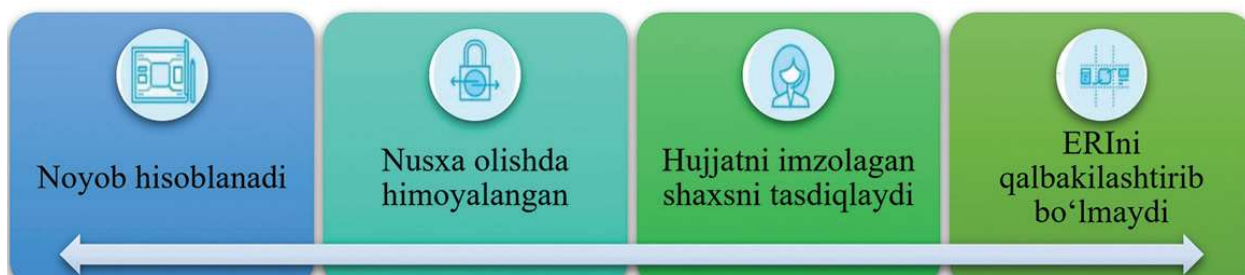 Noyob hisoblanadi
Nusxa olishda
himoyalangan
Hujjatni imzolagan
shaxsni tasdiqlaydi
ERIni
qalbakilashtirib
bo‘lmaydi